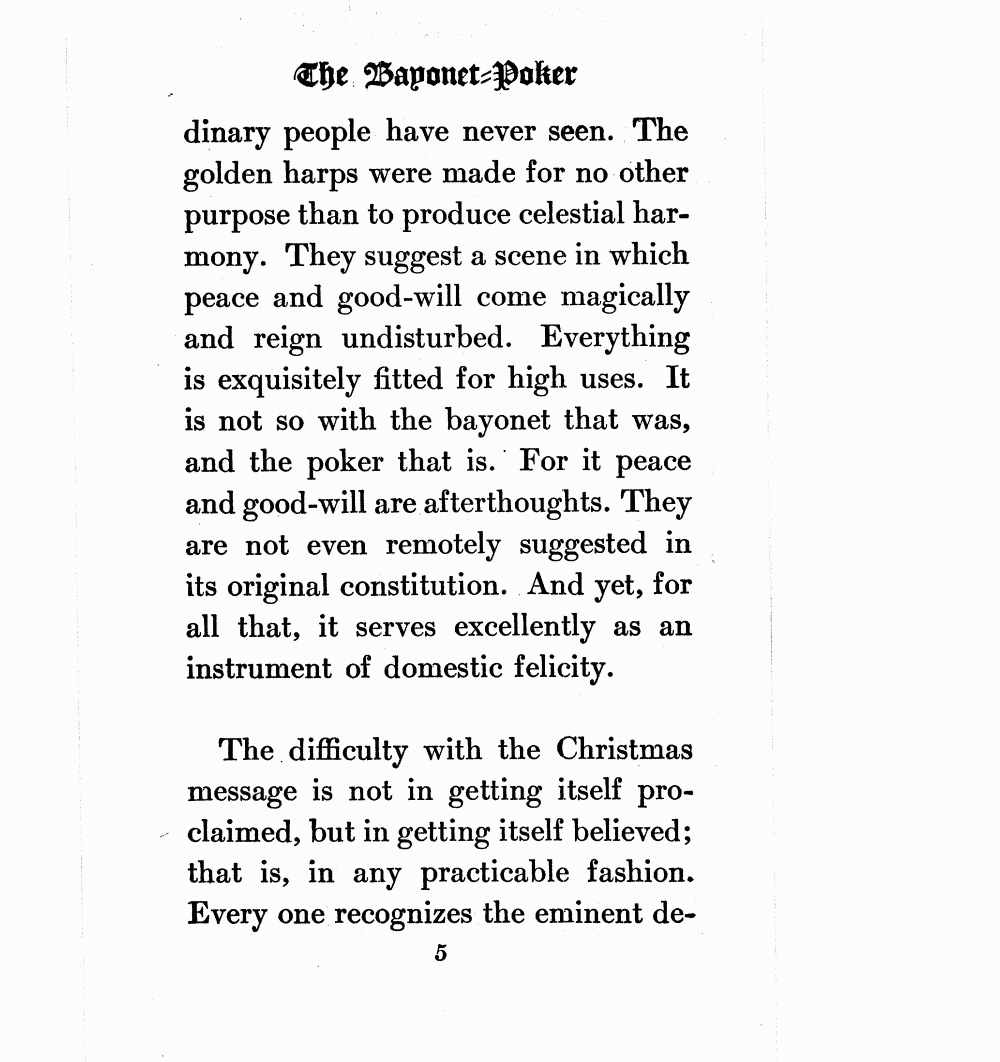 The Bayonet-Poker
dinary people have never seen. The
golden harps were made for no other
purpose than to produce celestial har-
mony. They suggest a scene in which
peace and good-will come magically
and reign undisturbed. Everything
is exquisitely fitted for high uses. It
is not so with the bayonet that was,
and the poker that is. For it peace
and good-will are afterthoughts. They
are not even remotely suggested in
its original constitution. And yet, for
all that, it serves excellently as an
instrument of domestic felicity.
The difficulty with the Christmas
message is not in getting itself pro-
claimed, but in getting itself believed;
that is, in any practicable fashion.
Every one recognizes the eminent de-
5